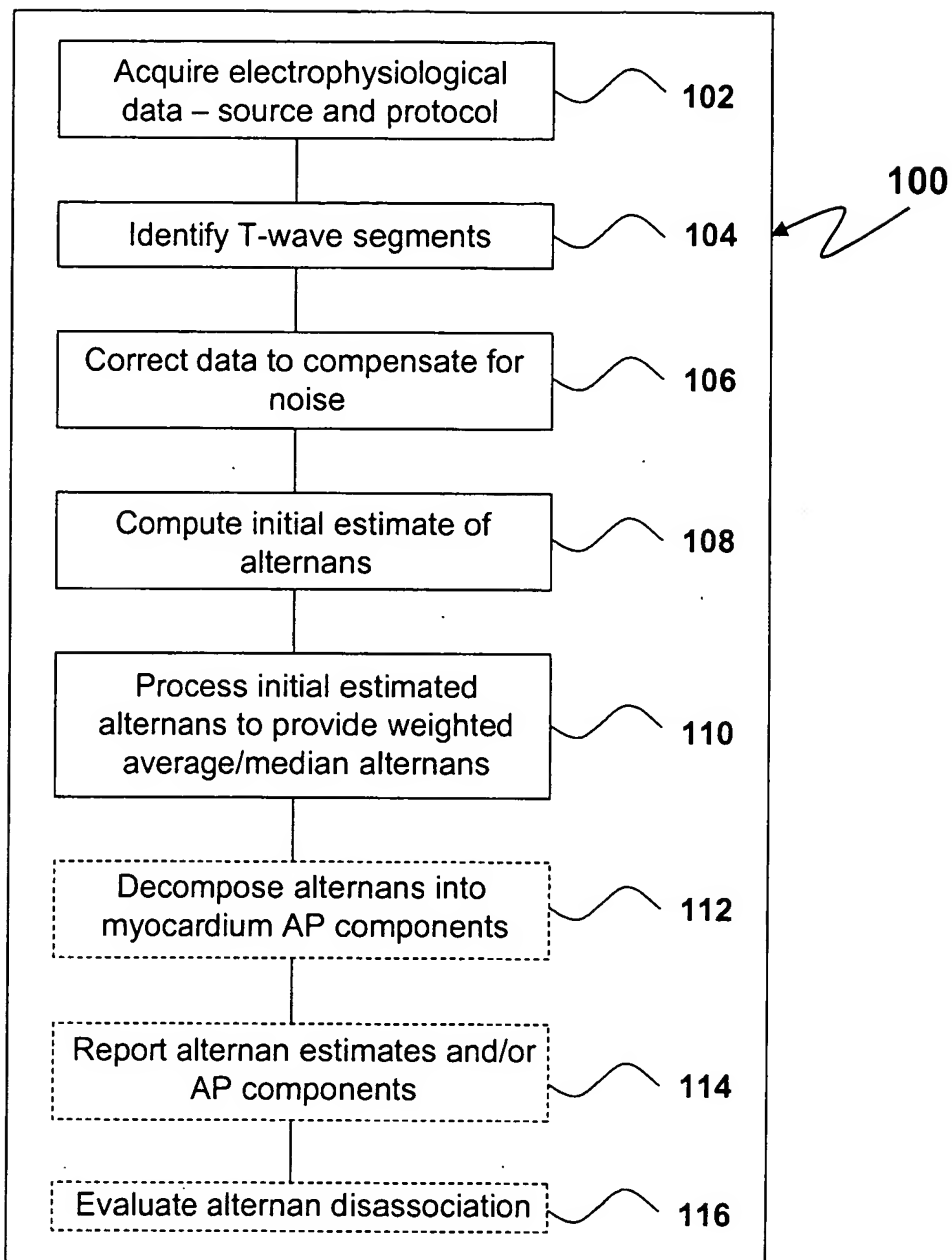 Acquire electrophysiological
data – source and protocol
102
100
Identify T-wave segments
104
Correct data to compensate for
noise
106
Compute initial estimate of
alternans
108
Process initial estimated
alternans to provide weighted
average/median alternans
110
Decompose alternans into
myocardium AP components
112
Report alternan estimates and/or
AP components
114
Evaluate alternan disassociation
116